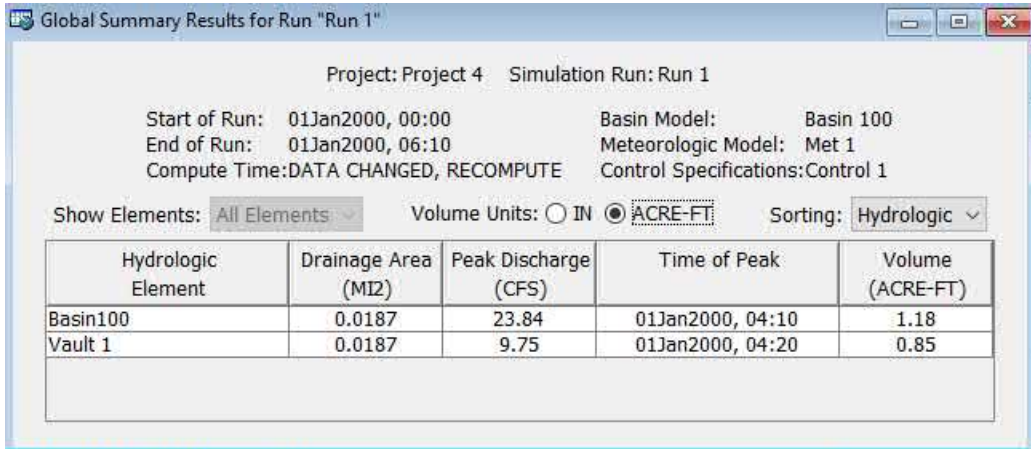 Global Summary Results for Run "Run 1"
Project: Project 4 Simulation Run: Run 1
Start of Run: 01Jan2000, 00:00 Basin Model: Basin 100
End of Run: 01Jan2000, 06:10 Meteorologic Model: Met 1
Compute Time:DATA CHANGED, RECOMPUTE Control Specifications:Control 1
Show Elements: All Elements Volume Units: IN ACRE-FT Sorting: Hydrologic
Hydrologic Drainage Area Peak Discharge Time of Peak Volume
Element (MI2) (CFS) (ACRE-FT)
Basin100 0.0187 23.84 01Jan2000, 04:10 1.18
Vault 1 0.0187 9.75 01Jan2000, 04:20 0.85